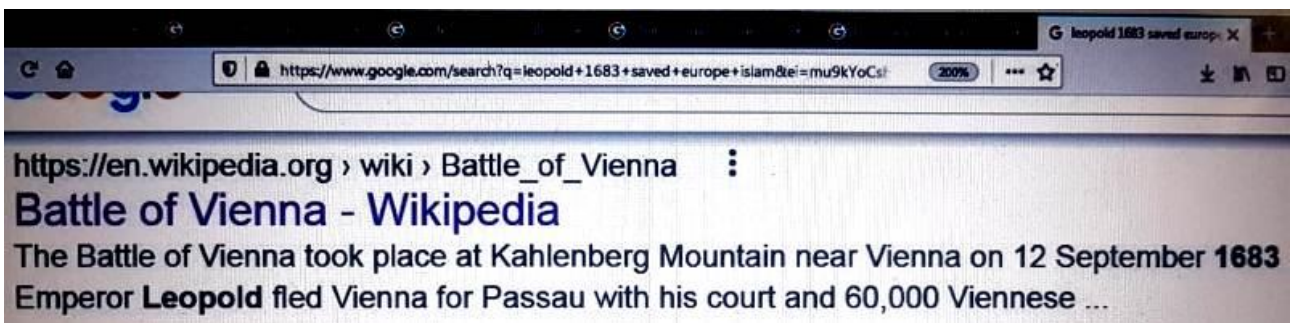 G leopold 1683 saved europ
https://www.google.com/search?q=leopold+1683+saved+europe+islam&ei=mu9kYoCs
200%
https://en.wikipedia.org › wiki › Battle_of_Vienna
Battle of Vienna - Wikipedia
The Battle of Vienna took place at Kahlenberg Mountain near Vienna on 12 September 1683
Emperor Leopold fled Vienna for Passau with his court and 60,000 Viennese ...